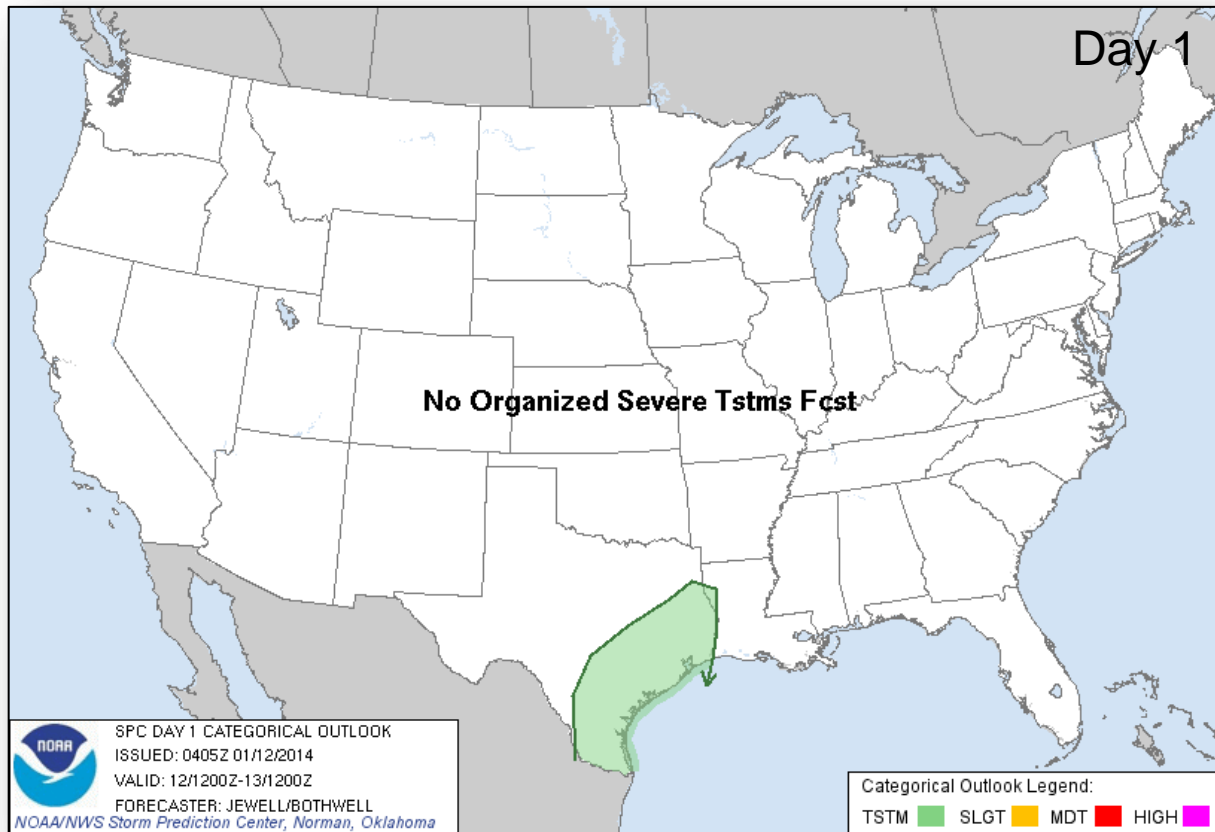 Day 1
No Organized Severe Tstms Fcst
NOAA
SPC DAY 1 CATEGORICAL OUTLOOK
ISSUED: 0405Z 01/12/2014
VALID: 12/1200Z-13/1200Z
FORECASTER: JEWELL/BOTHWELL
NOAA/NWS Storm Prediction Center, Norman, Oklahoma
Categorical Outlook Legend:
TSTM SLGT MDT HIGH